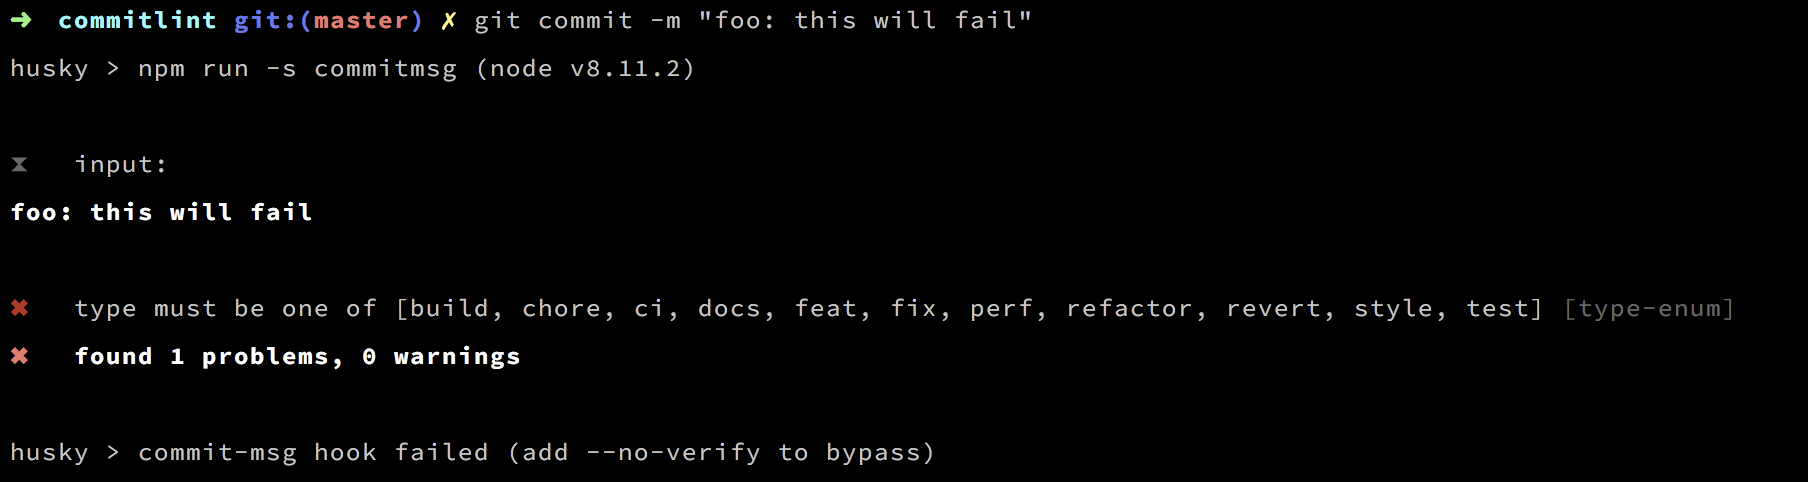 ➜ commitlint git:(master) ✗ git commit -m "foo: this will fail"
husky > npm run -s commitmsg (node v8.11.2)
⧗ input:
foo: this will fail
✖ type must be one of [build, chore, ci, docs, feat, fix, perf, refactor, revert, style, test] [type-enum]
✖ found 1 problems, 0 warnings
husky > commit-msg hook failed (add --no-verify to bypass)